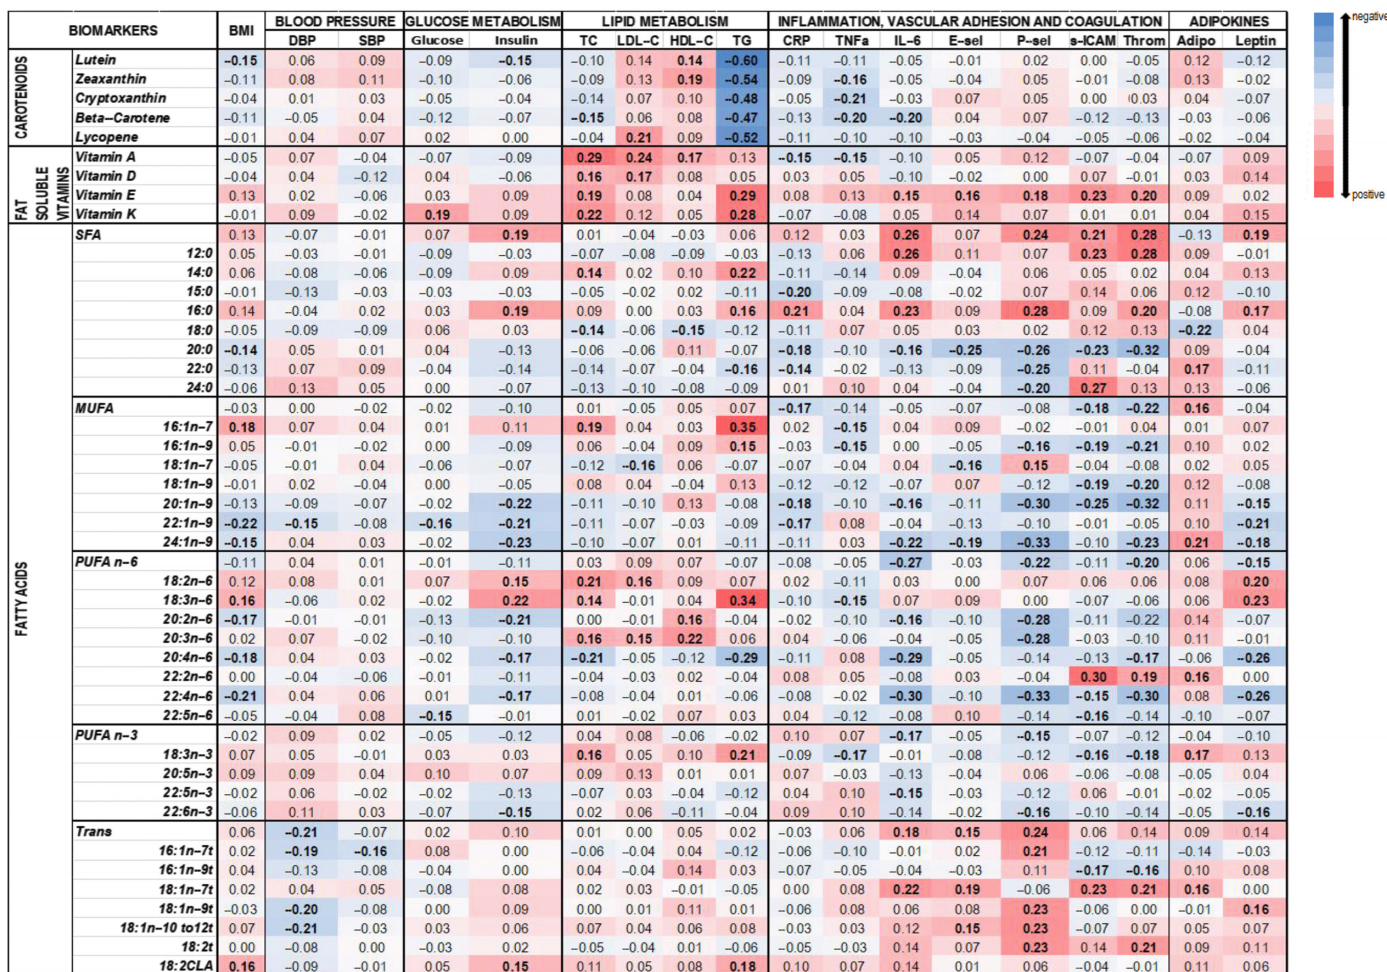 BIOMARKERS BMI BLOOD PRESSURE GLUCOSE METABOLISM LIPID METABOLISM INFLAMMATION, VASCULAR ADHESION AND COAGULATION ADIPOKINES negative
DBP SBP Glucose Insulin TC LDL–C HDL–C TG CRP TNFa IL–6 E–sel P–sel s–ICAM Throm Adipo Leptin
CAROTENOIDS
Lutein –0.15 0.06 0.09 –0.09 –0.15 –0.10 0.14 0.14 –0.60 –0.11 –0.11 –0.05 –0.01 0.02 0.00 –0.05 0.12 –0.12
Zeaxanthin –0.11 0.08 0.11 –0.10 –0.06 –0.09 0.13 0.19 –0.54 –0.09 –0.16 –0.05 –0.04 0.05 –0.01 –0.08 0.13 –0.02
Cryptoxanthin –0.04 0.01 0.03 –0.05 –0.04 –0.14 0.07 0.10 –0.48 –0.05 –0.21 –0.03 0.07 0.05 0.00 (0.03 0.04 –0.07
Beta–Carotene –0.11 –0.05 0.04 –0.12 –0.07 –0.15 0.06 0.08 –0.47 –0.13 –0.20 –0.20 0.04 0.07 –0.12 –0.13 –0.03 –0.06
Lycopene –0.01 0.04 0.07 0.02 0.00 –0.04 0.21 –0.52 –0.11 –0.10 –0.10 –0.03 –0.04 –0.05 –0.06 –0.02 –0.04
positive
FAT SOLUBLE VITAMINS
Vitamin A –0.05 0.07 –0.04 –0.07 –0.09 0.29 0.24 0.17 0.13 –0.15 –0.15 –0.10 0.05 0.12 –0.07 –0.04 –0.07 0.09
Vitamin D –0.04 0.04 –0.12 0.04 –0.06 0.16 0.17 0.08 0.05 0.03 0.05 –0.10 –0.02 0.00 0.07 –0.01 0.03 0.14
Vitamin E 0.13 0.02 –0.06 0.03 0.09 0.19 0.08 0.04 0.29 0.08 0.13 0.15 0.16 0.18 0.23 0.20 0.09 0.02
Vitamin K –0.01 0.09 –0.02 0.19 0.09 0.22 0.12 0.05 0.28 –0.07 –0.08 0.05 0.14 0.07 0.01 0.01 0.04 0.15
FATTY ACIDS
SFA 0.13 –0.07 –0.01 0.07 0.19 0.01 –0.04 –0.03 0.06 0.12 0.03 0.26 0.07 0.24 0.21 0.28 –0.13 0.19
12:0 0.05 –0.03 –0.01 –0.09 –0.03 –0.07 –0.08 –0.09 –0.03 –0.13 0.06 0.26 0.11 0.07 0.23 0.28 0.09 –0.01
14:0 0.06 –0.08 –0.06 –0.09 0.09 0.14 0.02 0.10 0.22 –0.11 –0.14 0.09 –0.04 0.06 0.05 0.02 0.04 0.13
15:0 –0.01 –0.13 –0.03 –0.03 –0.03 –0.05 –0.02 0.02 –0.11 –0.20 –0.09 –0.08 –0.02 0.07 0.14 0.06 0.12 –0.10
16:0 0.14 –0.04 0.02 0.03 0.19 0.09 0.00 0.03 0.16 0.21 0.04 0.23 0.09 0.28 0.09 0.20 –0.08 0.17
18:0 –0.05 –0.09 –0.09 0.06 0.03 –0.14 –0.06 –0.15 –0.12 –0.11 0.07 0.05 0.03 0.02 0.12 0.13 –0.22 0.04
20:0 –0.14 0.05 0.01 0.04 –0.13 –0.06 –0.06 0.11 –0.07 –0.18 –0.10 –0.16 –0.25 –0.26 –0.23 –0.32 0.09 –0.04
22:0 –0.13 0.07 0.09 –0.04 –0.14 –0.14 –0.07 –0.04 –0.16 –0.14 –0.02 –0.13 –0.09 –0.25 0.11 –0.04 0.17 –0.11
24:0 –0.06 0.13 0.05 0.00 –0.07 –0.13 –0.10 –0.08 –0.09 0.01 0.10 0.04 –0.04 –0.20 0.27 0.13 0.13 –0.06
MUFA –0.03 0.00 –0.02 –0.02 –0.10 0.01 –0.05 0.05 0.07 –0.17 –0.14 –0.05 –0.07 –0.08 –0.18 –0.22 0.16 –0.04
16:1n–7 0.18 0.07 0.04 0.01 0.11 0.19 0.04 0.03 0.35 0.02 –0.15 0.04 0.09 –0.02 –0.01 0.04 0.01 0.07
16:1n–9 0.05 –0.01 –0.02 0.00 –0.09 0.06 –0.04 0.09 0.15 –0.03 –0.15 0.00 –0.05 –0.16 –0.19 –0.21 0.10 0.02
18:1n–7 –0.05 –0.01 0.04 –0.06 –0.07 –0.12 –0.16 0.06 –0.07 –0.07 –0.04 0.04 –0.16 0.15 –0.04 –0.08 0.02 0.05
18:1n–9 –0.01 0.02 –0.04 0.00 –0.05 0.08 0.04 –0.04 0.13 –0.12 –0.12 –0.07 0.07 –0.12 –0.19 –0.20 0.12 –0.08
20:1n–9 –0.13 –0.09 –0.07 –0.02 –0.22 –0.11 –0.10 0.13 –0.08 –0.18 –0.10 –0.16 –0.11 –0.30 –0.25 –0.32 0.11 –0.15
22:1n–9 –0.22 –0.15 –0.08 –0.16 –0.21 –0.11 –0.07 –0.03 –0.09 –0.17 0.08 –0.04 –0.13 –0.10 –0.01 –0.05 0.10 –0.21
24:1n–9 –0.15 0.04 0.03 –0.02 –0.23 –0.10 –0.07 0.01 –0.11 –0.11 0.03 –0.22 –0.19 –0.33 –0.10 –0.23 0.21 –0.18
PUFA n–6 –0.11 0.04 0.01 –0.01 –0.11 0.03 0.09 0.07 –0.07 –0.11 –0.05 –0.27 –0.03 –0.22 –0.11 –0.20 0.06 –0.15
18:2n–6 0.12 0.08 0.01 0.07 0.15 0.21 0.16 0.09 0.07 0.02 –0.11 0.03 0.00 0.07 0.06 0.06 0.08 0.20
18:3n–6 0.16 –0.06 0.02 –0.02 0.22 0.14 –0.01 0.04 0.34 –0.10 –0.15 0.07 0.09 0.00 –0.07 –0.06 0.06 0.23
20:2n–6 –0.17 –0.01 –0.01 –0.13 –0.21 0.00 –0.01 0.16 –0.04 –0.02 –0.10 –0.16 –0.10 –0.28 –0.11 –0.22 0.14 –0.07
20:3n–6 0.02 0.07 –0.02 –0.10 –0.10 0.16 0.15 0.22 0.06 0.04 –0.06 –0.04 –0.05 –0.28 –0.03 –0.10 0.11 –0.01
20:4n–6 –0.18 0.04 0.03 –0.02 –0.17 –0.21 –0.05 –0.12 –0.29 –0.11 0.08 –0.29 –0.05 –0.14 –0.13 –0.17 –0.06 –0.26
22:2n–6 0.00 –0.04 –0.06 –0.01 –0.11 –0.04 –0.03 0.02 –0.04 0.08 0.05 –0.08 0.03 –0.04 0.30 0.19 0.16 0.00
22:4n–6 –0.21 0.04 0.06 0.01 –0.17 –0.08 –0.04 0.01 –0.06 –0.08 –0.02 –0.30 –0.10 –0.33 –0.15 –0.30 0.08 –0.26
22:5n–6 –0.05 –0.04 0.08 –0.15 –0.01 0.01 –0.02 0.07 0.03 0.04 –0.12 –0.08 0.10 –0.14 –0.16 –0.14 –0.10 –0.07
PUFA n–3 –0.02 0.09 0.02 –0.05 –0.12 0.04 0.08 –0.06 –0.02 0.10 0.07 –0.17 –0.05 –0.15 –0.07 –0.12 –0.04 –0.10
18:3n–3 0.07 0.05 –0.01 0.03 0.03 0.16 0.05 0.10 0.21 –0.09 –0.17 –0.01 –0.08 –0.12 –0.16 –0.18 0.17 0.13
20:5n–3 0.09 0.09 0.04 0.10 0.07 0.09 0.13 0.01 0.01 0.07 –0.03 –0.13 –0.04 0.06 –0.06 –0.08 –0.05 0.04
22:5n–3 –0.02 0.06 –0.02 –0.02 –0.13 –0.07 0.03 –0.04 –0.12 0.04 0.10 –0.15 –0.03 –0.12 0.06 –0.01 –0.02 –0.05
22:6n–3 –0.06 0.11 0.03 –0.07 –0.15 0.02 0.06 –0.11 –0.04 0.09 0.10 –0.14 –0.02 –0.16 –0.10 –0.14 –0.05 –0.16
Trans 0.06 –0.21 –0.07 0.02 0.10 0.01 0.00 0.05 0.02 –0.03 0.06 0.18 0.15 0.24 0.06 0.14 0.09 0.14
16:1n–7t 0.02 –0.19 –0.16 0.08 0.00 –0.06 –0.04 0.04 –0.12 –0.06 –0.10 –0.01 0.02 0.21 –0.12 –0.11 –0.14 –0.03
16:1n–9t 0.04 –0.13 –0.08 –0.04 0.00 0.04 –0.04 0.14 0.03 –0.07 –0.05 –0.04 –0.03 0.11 –0.17 –0.16 0.10 0.08
18:1n–7t 0.02 0.04 0.05 –0.08 0.08 0.02 0.03 –0.01 –0.05 0.00 0.08 0.22 0.19 –0.06 0.23 0.21 0.16 0.00
18:1n–9t –0.03 –0.20 –0.08 0.00 0.09 0.00 0.01 0.11 0.01 –0.06 0.08 0.06 0.08 0.23 –0.06 0.00 –0.01 0.16
18:1n–10 to12t 0.07 –0.21 –0.03 0.03 0.06 0.07 0.04 0.06 0.08 –0.03 0.03 0.12 0.15 0.23 –0.07 0.07 0.05 0.07
18:2t 0.00 –0.08 0.00 –0.03 0.02 –0.05 –0.04 0.01 –0.06 –0.05 –0.03 0.14 0.07 0.23 0.14 0.21 0.09 0.11
18:2CLA 0.16 –0.09 –0.01 0.05 0.15 0.11 0.05 0.08 0.18 0.10 0.07 0.14 0.01 0.06 –0.04 –0.01 0.11 0.06